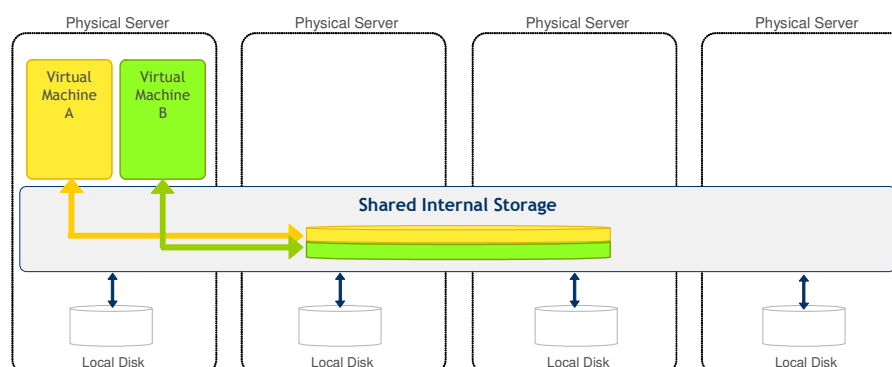 Physical Server
Physical Server
Physical Server
Physical Server
Virtual
Machine
A
Virtual
Machine
B
Shared Internal Storage
Local Disk
Local Disk
Local Disk
Local Disk